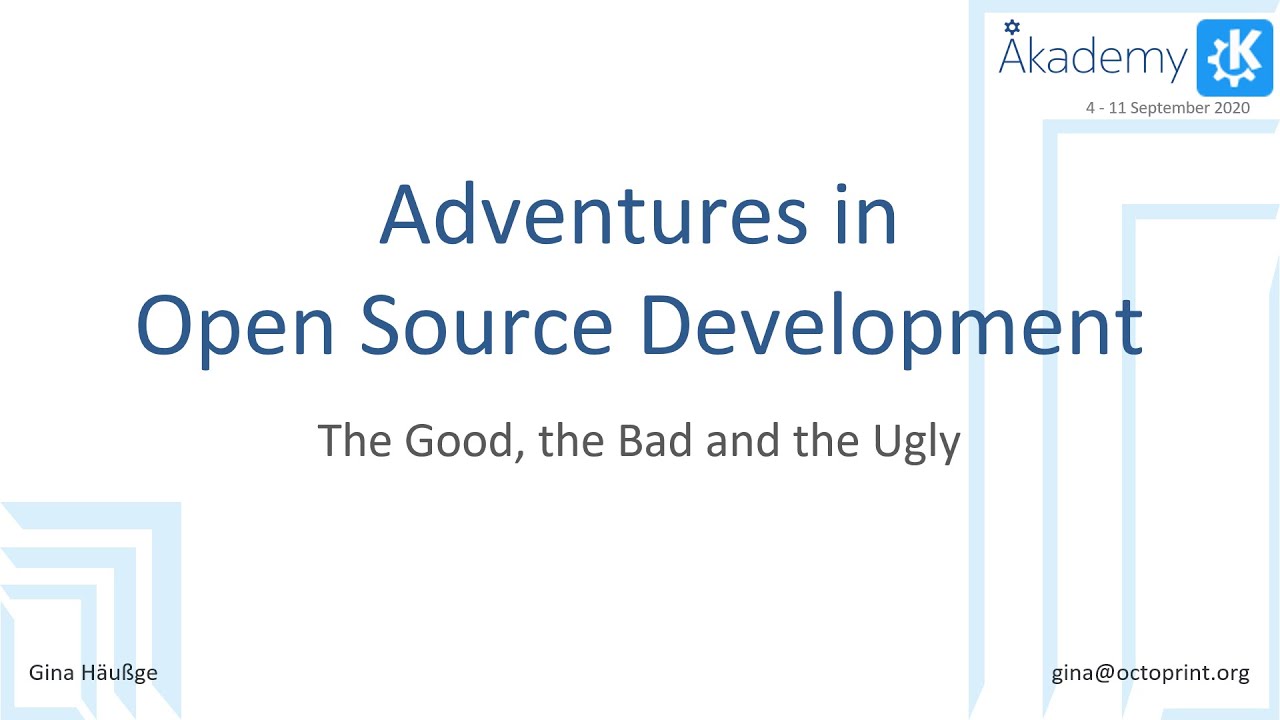 Akademy
4 - 11 September 2020
Adventures in
Open Source Development
The Good, the Bad and the Ugly
Gina Häußge
gina@octoprint.org